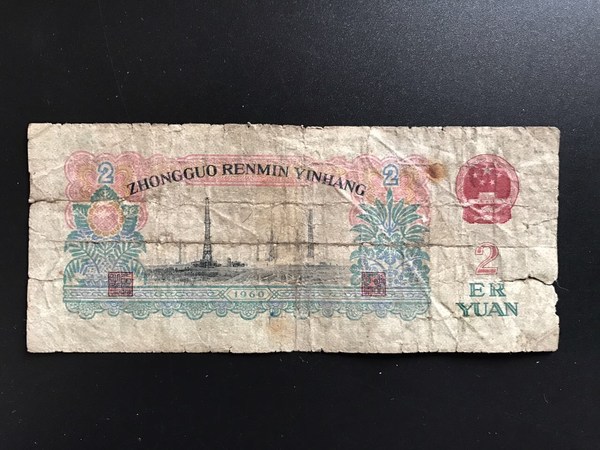 2 2
ZHONGGUO RENMIN YINHANG
1960
2
ER
YUAN